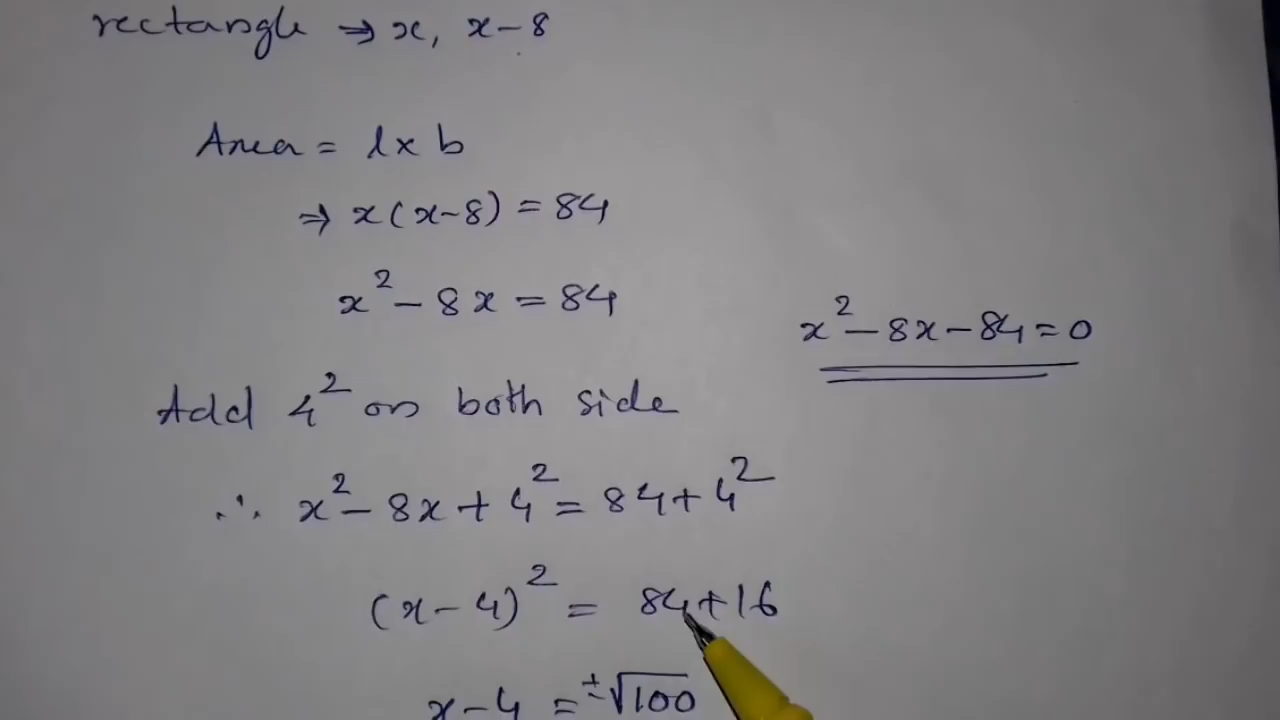 rectangle ⇒ x, x-8
Area = l x b
⇒ x(x-8) = 84
x² - 8x = 84
x² - 8x - 84 = 0
Add 4² on both side
∴ x² - 8x + 4² = 84 + 4²
(x-4)² = 84 + 16
x-4 = ±√100